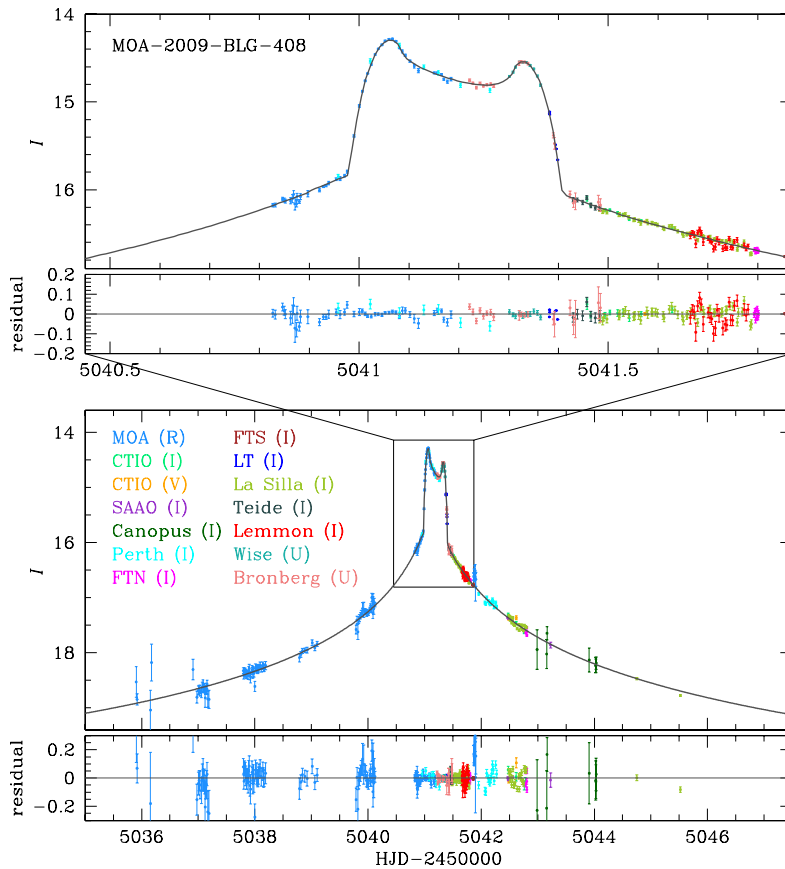 MOA-2009-BLG-408
14
15
16
I
0.2
0.1
0
-0.1
-0.2
residual
5040.5 5041 5041.5
14
16
18
I
MOA (R) FTS (I)
CTIO (I) LT (I)
CTIO (V) La Silla (I)
SAAO (I) Teide (I)
Canopus (I) Lemmon (I)
Perth (I) Wise (U)
FTN (I) Bronberg (U)
0.2
0
-0.2
residual
5036 5038 5040 5042 5044 5046
HJD-2450000